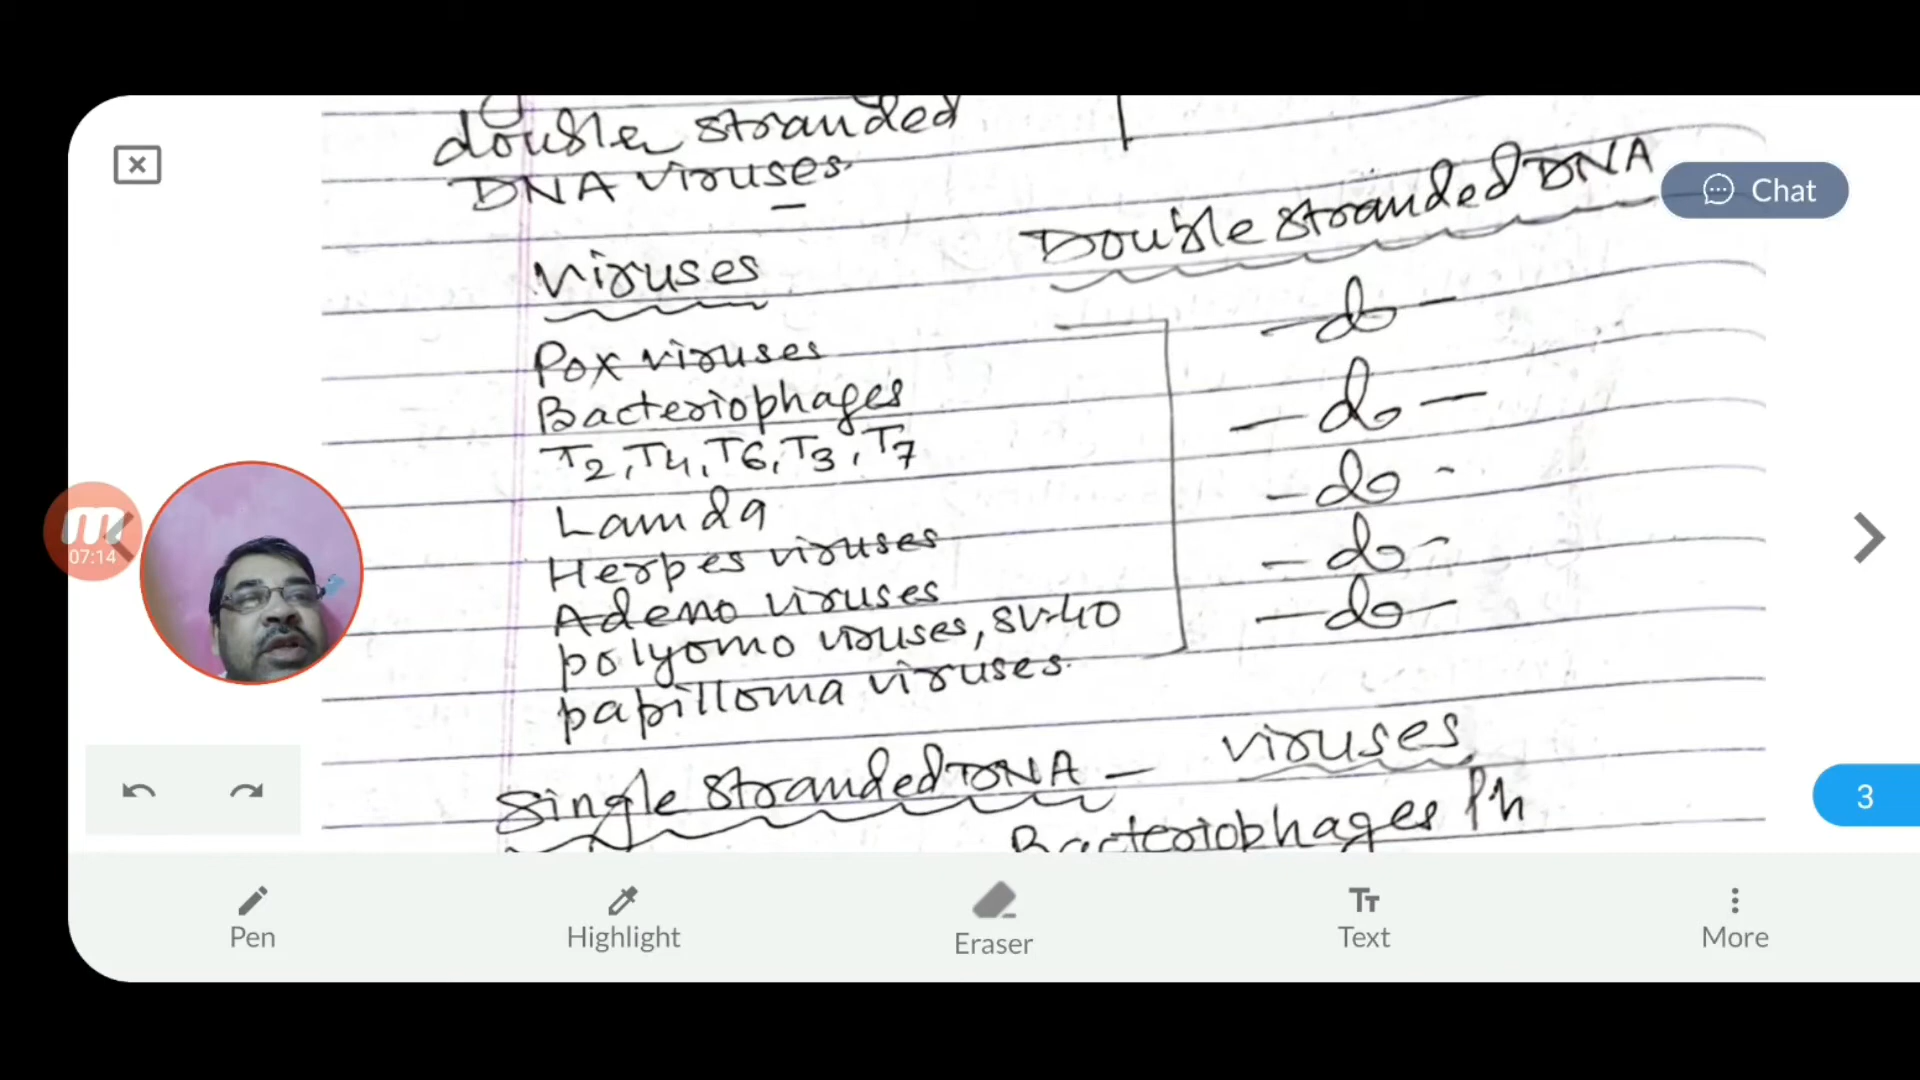 double stranded
DNA viruses.
Double stranded DNA
Chat
Viruses
- do -
Pox viruses
Bacteriophages
- do -
T2, T4, T6, T3, T7
- do -
Lamda
Herpes viruses
- do -
Adeno viruses
- do -
polyomo viruses, SV-40
papilloma viruses.
07:14
Single stranded DNA - viruses
3
Bacteriophages Ph
Pen
Highlight
Eraser
Text
More